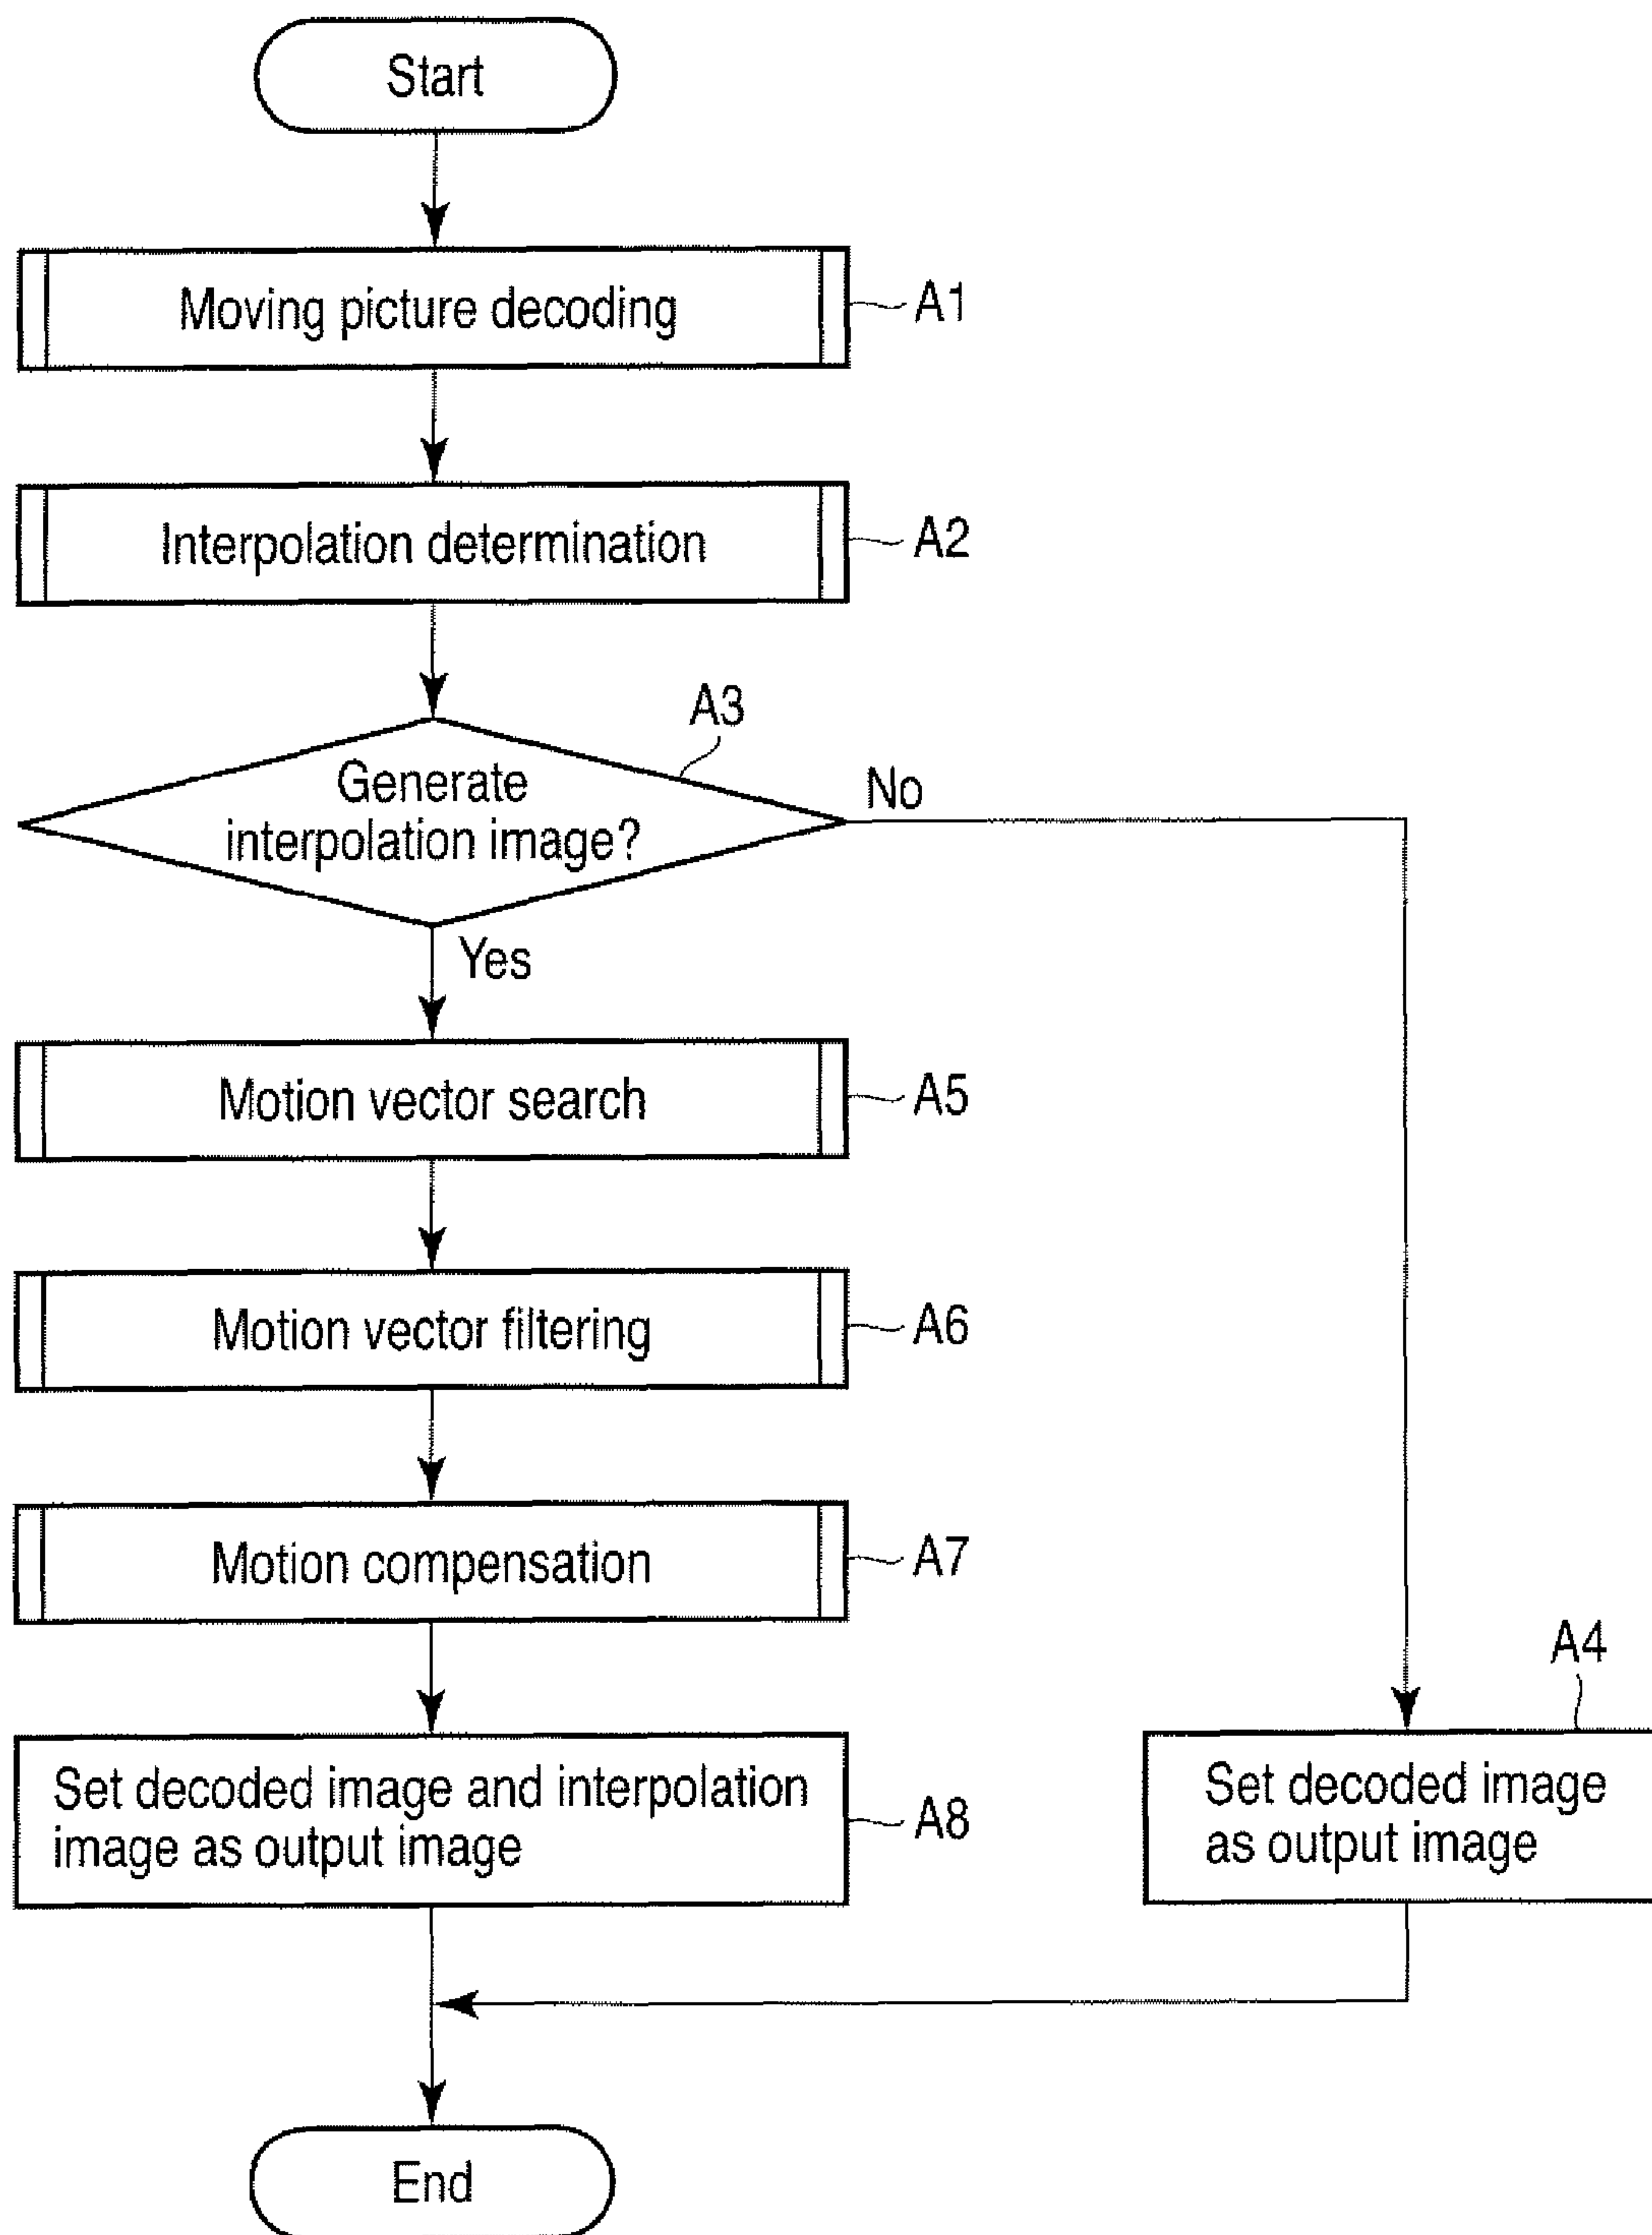 Start
Moving picture decoding
A1
Interpolation determination
A2
A3
Generate
interpolation image?
No
Yes
Motion vector search
A5
Motion vector filtering
A6
Motion compensation
A7
A4
Set decoded image and interpolation
image as output image
A8
Set decoded image
as output image
End